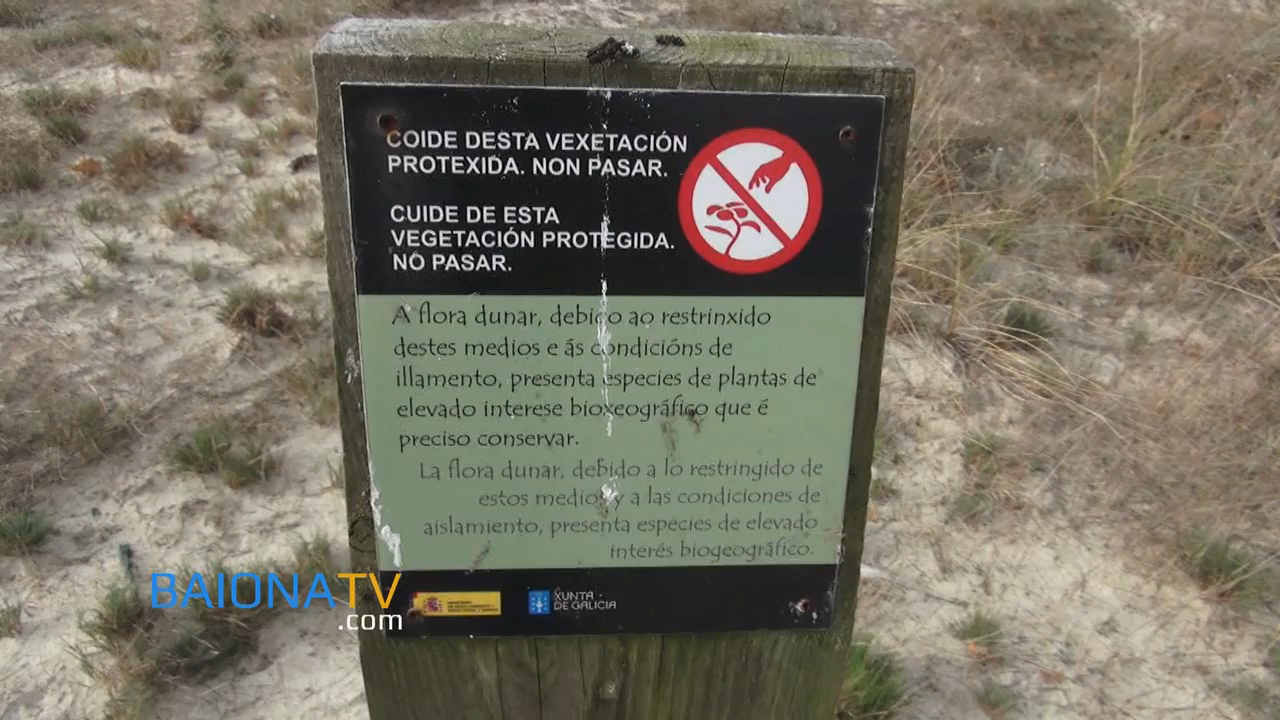 COIDE DESTA VEXETACIÓN
PROTEXIDA. NON PASAR.
CUIDE DE ESTA
VEGETACIÓN PROTEGIDA.
NO PASAR.
A flora dunar, debido ao restrinxido
destes medios e ás condicións de
illamento, presenta especies de plantas de
elevado interese bioxeográfico que é
preciso conservar.
La flora dunar, debido a lo restringido de
estos medios y a las condiciones de
aislamiento, presenta especies de elevado
interés biogeográfico.
XUNTA
DE GALICIA
BAIONATV
.com